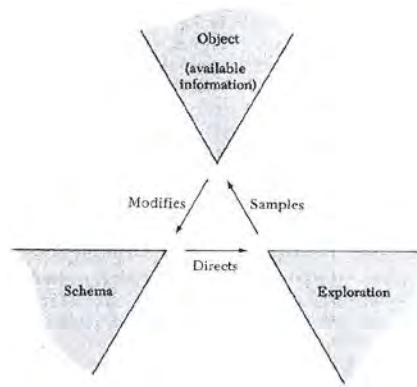 Object
(available
information)
Modifies
Samples
Directs
Schema
Exploration